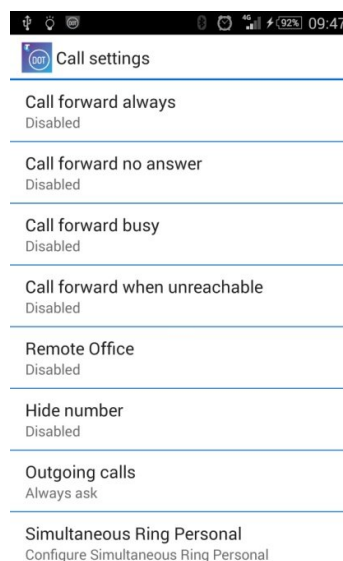 4G 92% 09:47
DOT Call settings
Call forward always
Disabled
Call forward no answer
Disabled
Call forward busy
Disabled
Call forward when unreachable
Disabled
Remote Office
Disabled
Hide number
Disabled
Outgoing calls
Always ask
Simultaneous Ring Personal
Configure Simultaneous Ring Personal